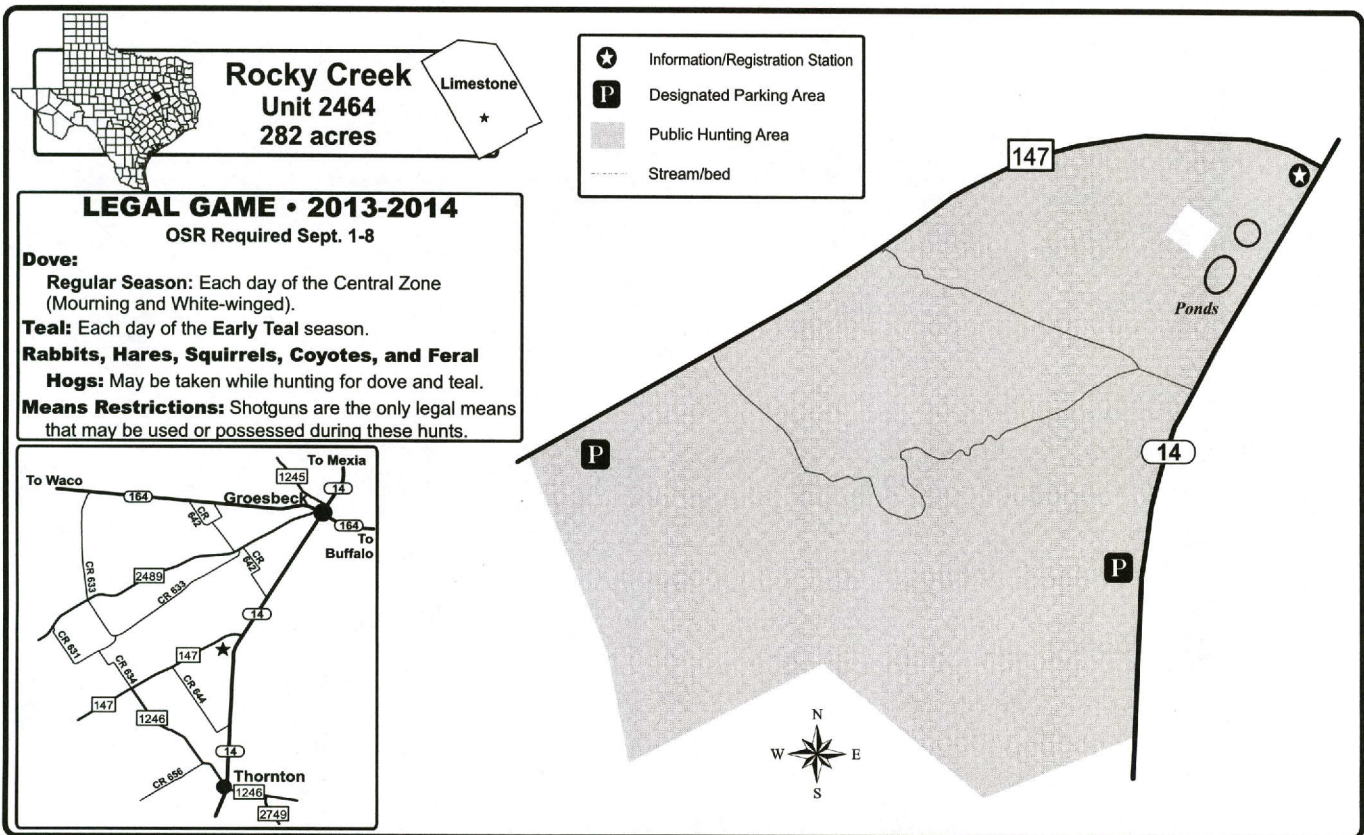 Rocky Creek
Unit 2464
282 acres
Limestone
Information/Registration Station
P Designated Parking Area
Public Hunting Area
Stream/bed
LEGAL GAME • 2013-2014
OSR Required Sept. 1-8
Dove:
Regular Season: Each day of the Central Zone
(Mourning and White-winged).
Teal: Each day of the Early Teal season.
Rabbits, Hares, Squirrels, Coyotes, and Feral
Hogs: May be taken while hunting for dove and teal.
Means Restrictions: Shotguns are the only legal means
that may be used or possessed during these hunts.
147
Ponds
P
14
P
N
W E
S
To Mexia
1245
To Waco
14
164
Groesbeck
CR 642
164
To
Buffalo
CR 642
2489
CR 633
CR 633
14
CR 631
147
CR 634
CR 644
147
1246
14
CR 656
Thornton
1246
2749